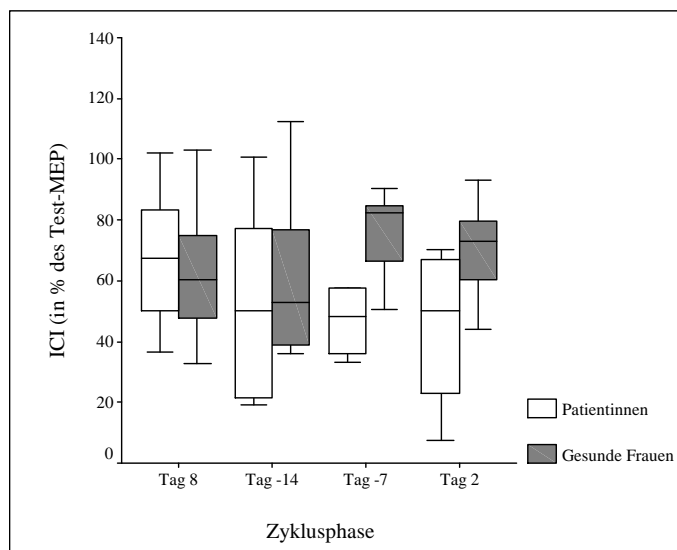 140
120
100
80
60
40
20
0
ICI (in % des Test-MEP)
Tag 8 Tag -14 Tag -7 Tag 2
Zyklusphase
Patientinnen
Gesunde Frauen